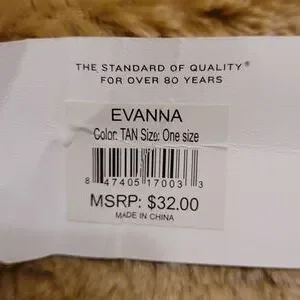 THE STANDARD OF QUALITY®
FOR OVER 80 YEARS
EVANNA
Color: TAN Size: One size
8 47405 17003 3
MSRP: $32.00
MADE IN CHINA